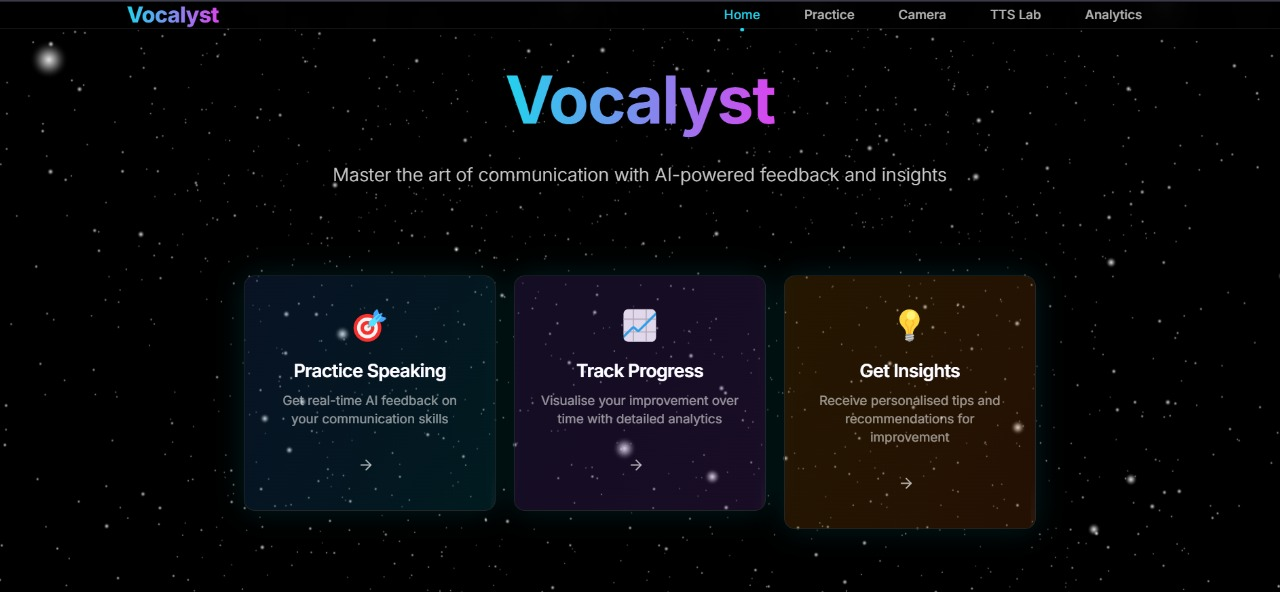 Vocalyst
Home Practice Camera TTS Lab Analytics
Vocalyst
Master the art of communication with AI-powered feedback and insights
Practice Speaking
Get real-time AI feedback on
your communication skills
Track Progress
Visualise your improvement over
time with detailed analytics
Get Insights
Receive personalised tips and
recommendations for
improvement